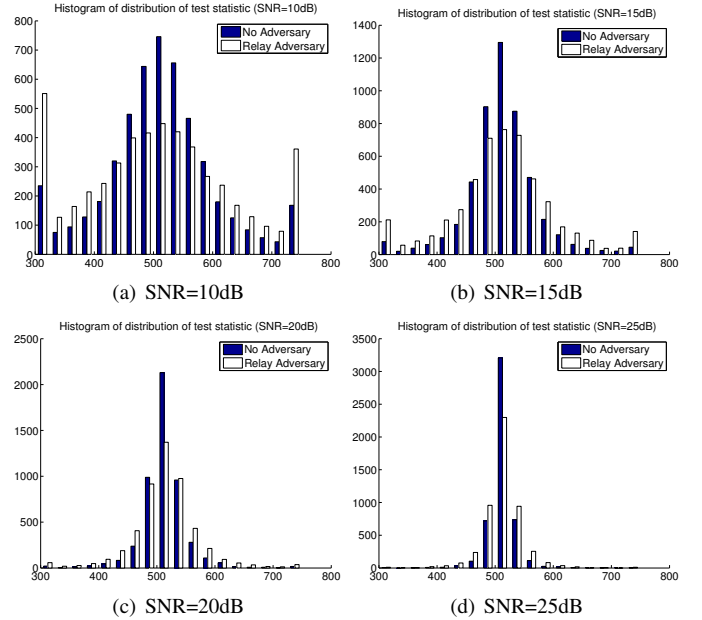 Histogram of distribution of test statistic (SNR=10dB)
800
700
600
500
400
300
200
100
0
300 400 500 600 700 800
No Adversary
Relay Adversary
(a) SNR=10dB
Histogram of distribution of test statistic (SNR=15dB)
1400
1200
1000
800
600
400
200
0
300 400 500 600 700 800
No Adversary
Relay Adversary
(b) SNR=15dB
Histogram of distribution of test statistic (SNR=20dB)
2500
2000
1500
1000
500
0
300 400 500 600 700 800
No Adversary
Relay Adversary
(c) SNR=20dB
Histogram of distribution of test statistic (SNR=25dB)
3500
3000
2500
2000
1500
1000
500
0
300 400 500 600 700 800
No Adversary
Relay Adversary
(d) SNR=25dB